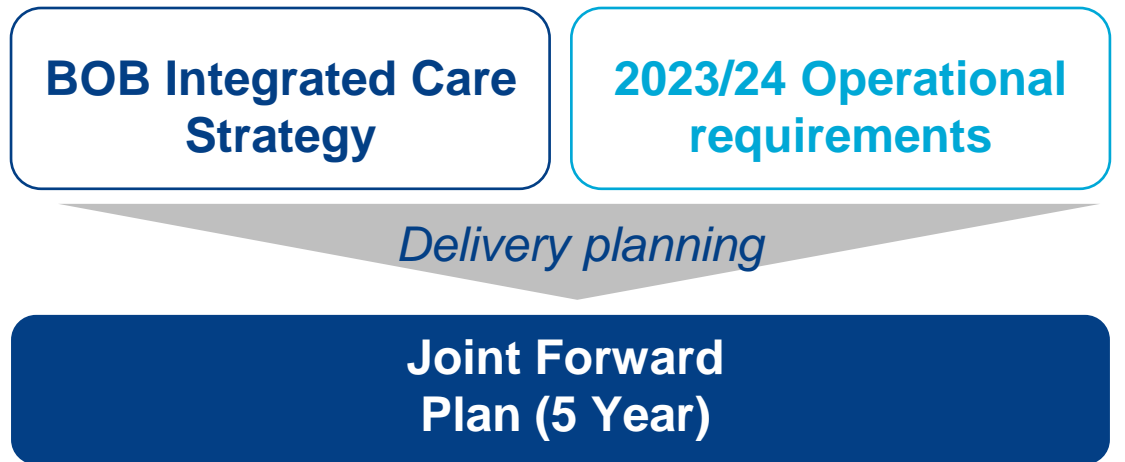 BOB Integrated Care
Strategy
2023/24 Operational
requirements
Delivery planning
Joint Forward
Plan (5 Year)